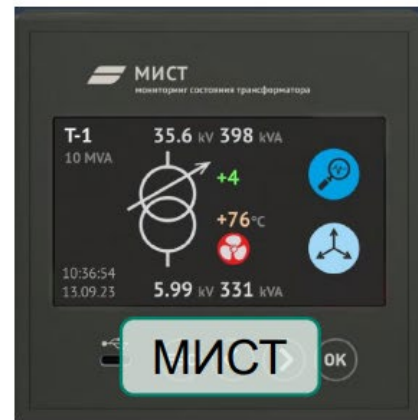 МИСТ
мониторинг состояния трансформатора
T-1 35.6 kV 398 kVA
10 MVA
+4
+76°C
10:36:54
13.09.23 5.99 kV 331 kVA
МИСТ
OK